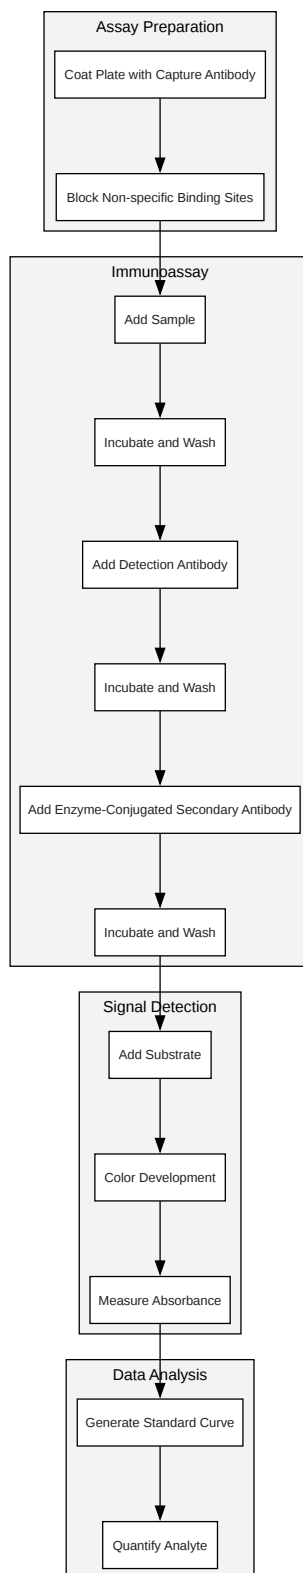 Assay Preparation
Coat Plate with Capture Antibody
Block Non-specific Binding Sites
Immunoassay
Add Sample
Incubate and Wash
Add Detection Antibody
Incubate and Wash
Add Enzyme-Conjugated Secondary Antibody
Incubate and Wash
Signal Detection
Add Substrate
Color Development
Measure Absorbance
Data Analysis
Generate Standard Curve
Quantify Analyte